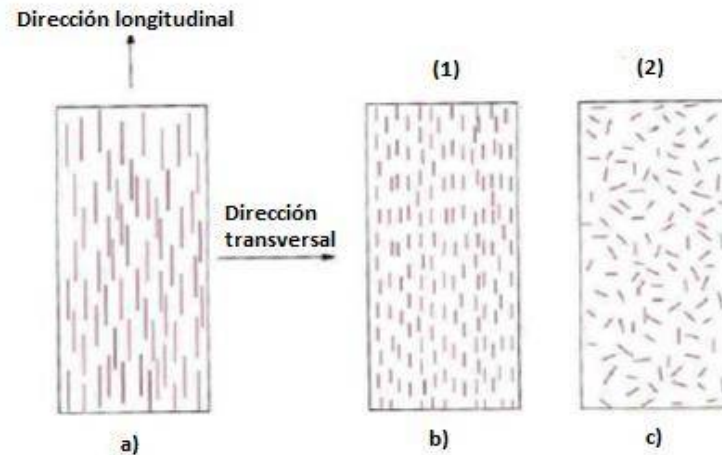 Dirección longitudinal
(1)
(2)
Dirección
transversal
a)
b)
c)